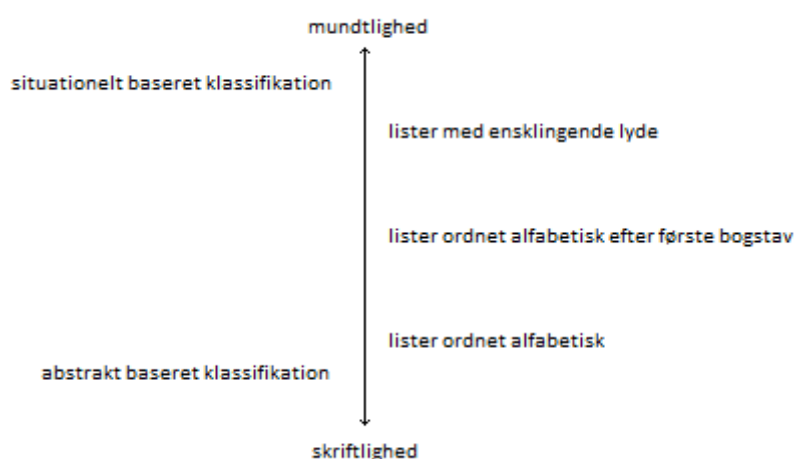 mundtlighed
situationelt baseret klassifikation
lister med ensklingende lyde
lister ordnet alfabetisk efter første bogstav
lister ordnet alfabetisk
abstrakt baseret klassifikation
skriftlighed